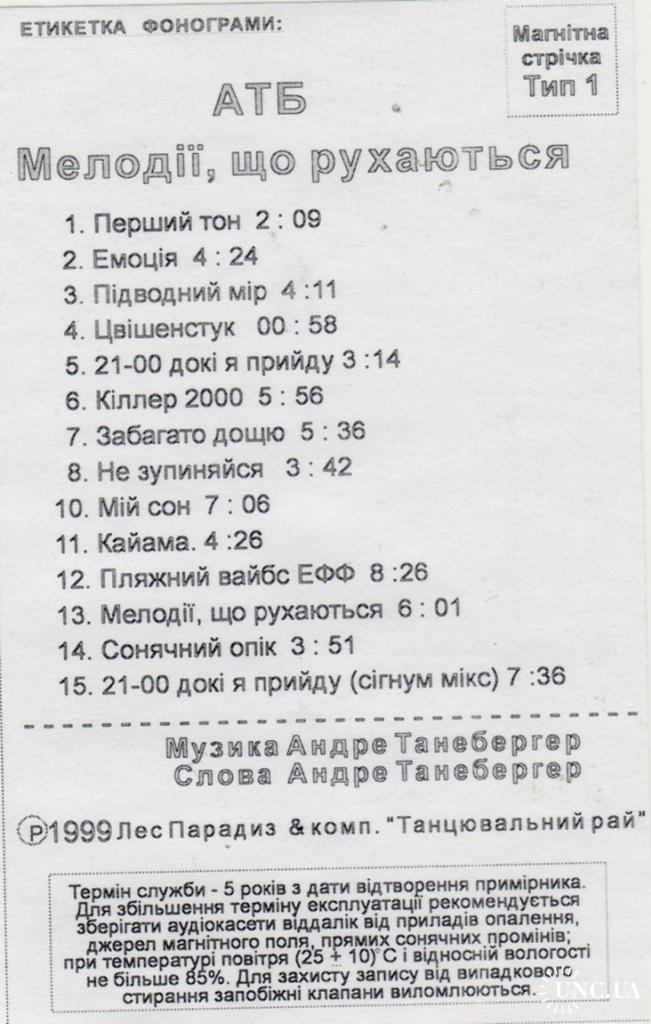 ЕТИКЕТКА ФОНОГРАМИ:
Магнітна
стрічка
Тип 1
АТБ
Мелодії, що рухаються
1. Перший тон 2 : 09
2. Емоція 4 : 24
3. Підводний мір 4 :11
4. Цвішенстук 00 : 58
5. 21-00 докі я прийду 3 :14
6. Кіллер 2000 5 : 56
7. Забагато дощю 5 : 36
8. Не зупиняйся 3 : 42
10. Мій сон 7 : 06
11. Кайама. 4 :26
12. Пляжний вайбс ЕФФ 8 :26
13. Мелодії, що рухаються 6 : 01
14. Сонячний опік 3 : 51
15. 21-00 докі я прийду (сігнум мікс) 7 :36
Музика Андре Танебергер
Слова Андре Танебергер
Ⓟ1999 Лес Парадиз & комп. "Танцювальний рай"
Термін служби - 5 років з дати відтворення примірника.
Для збільшення терміну експлуатації рекомендується
зберігати аудіокасети віддалік від приладів опалення,
джерел магнітного поля, прямих сонячних промінів;
при температурі повітря (25 ± 10)°С і відносній вологості
не більше 85%. Для захисту запису від випадкового
стирання запобіжні клапани виломлюються.
UNC.UA